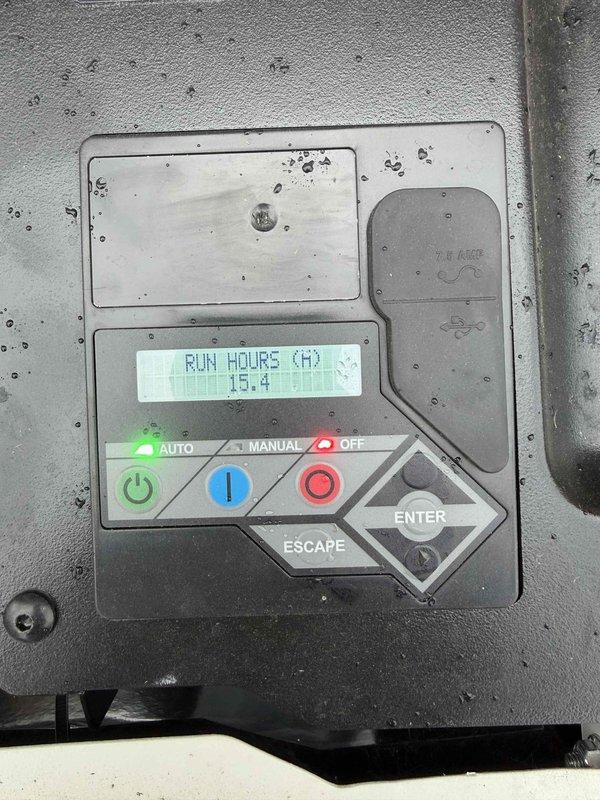 7.5 AMP
RUN HOURS (H)
15.4
AUTO
MANUAL
OFF
ENTER
ESCAPE